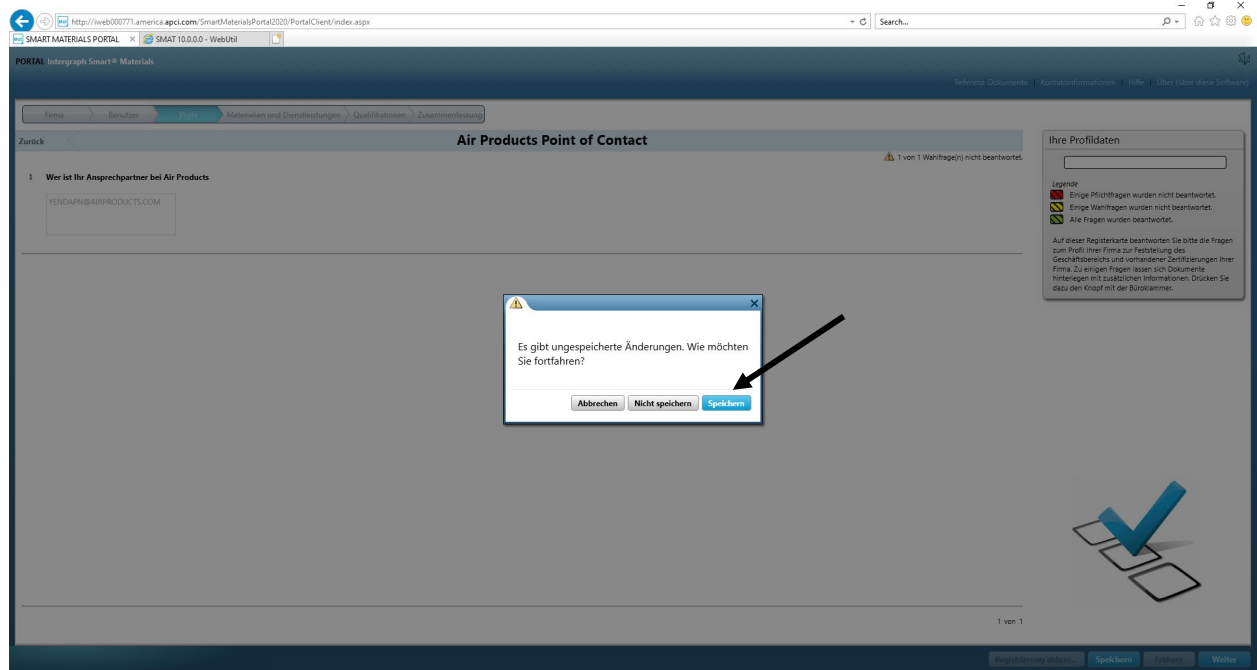 http://iweb000771.america.apci.com/SmartMaterialsPortal2020/PortalClient/index.aspx
Search...
SMART MATERIALS PORTAL
SMAT 10.0.0.0 - WebUtil
PORTAL Intergraph Smart® Materials
Referenz-Dokumente | Kontaktinformationen | Hilfe | Über (über diese Software)
Firma Benutzer Profil Materialien und Dienstleistungen Qualifikationen Zusammenfassung
Zurück
Air Products Point of Contact
1 von 1 Wahlfrage(n) nicht beantwortet.
1 Wer ist Ihr Ansprechpartner bei Air Products
YENDAPN@AIRPRODUCTS.COM
Ihre Profildaten
Legende
Einige Pflichtfragen wurden nicht beantwortet.
Einige Wahlfragen wurden nicht beantwortet.
Alle Fragen wurden beantwortet.
Auf dieser Registerkarte beantworten Sie bitte die Fragen
zum Profil Ihrer Firma zur Feststellung des
Geschäftsbereichs und vorhandener Zertifizierungen Ihrer
Firma. Zu einigen Fragen lassen sich Dokumente
hinterlegen mit zusätzlichen Informationen. Drücken Sie
dazu den Knopf mit der Büroklammer.
Es gibt ungespeicherte Änderungen. Wie möchten
Sie fortfahren?
Abbrechen Nicht speichern Speichern
1 von 1
Registrierung abbrec... Speichern Vorherig Weiter